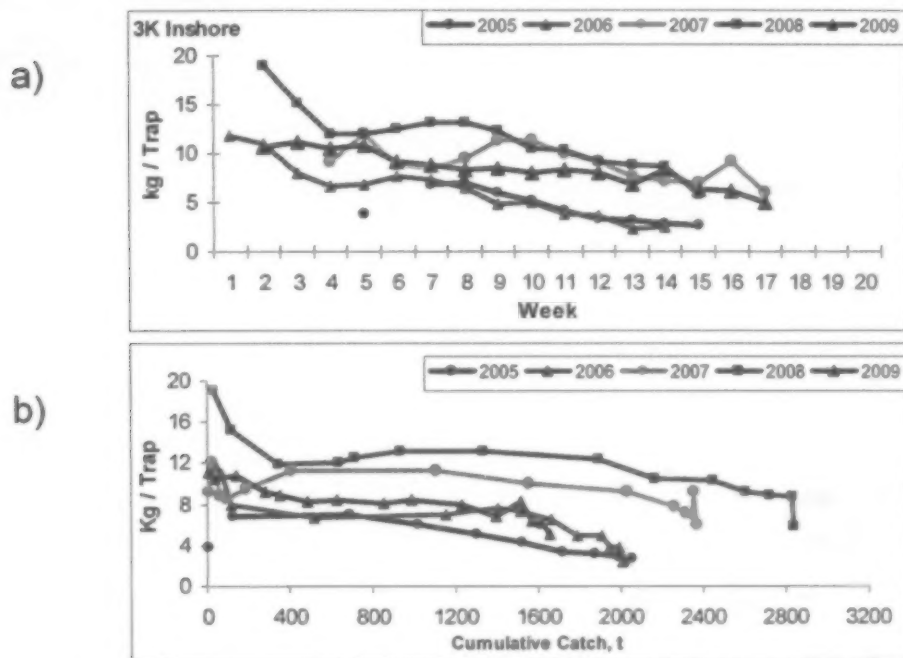 a)
3K Inshore
2005 2006 2007 2008 2009
kg / Trap
20
15
10
5
0
1 2 3 4 5 6 7 8 9 10 11 12 13 14 15 16 17 18 19 20
Week
b)
2005 2006 2007 2008 2009
Kg / Trap
20
16
12
8
4
0
0 400 800 1200 1600 2000 2400 2800 3200
Cumulative Catch, t